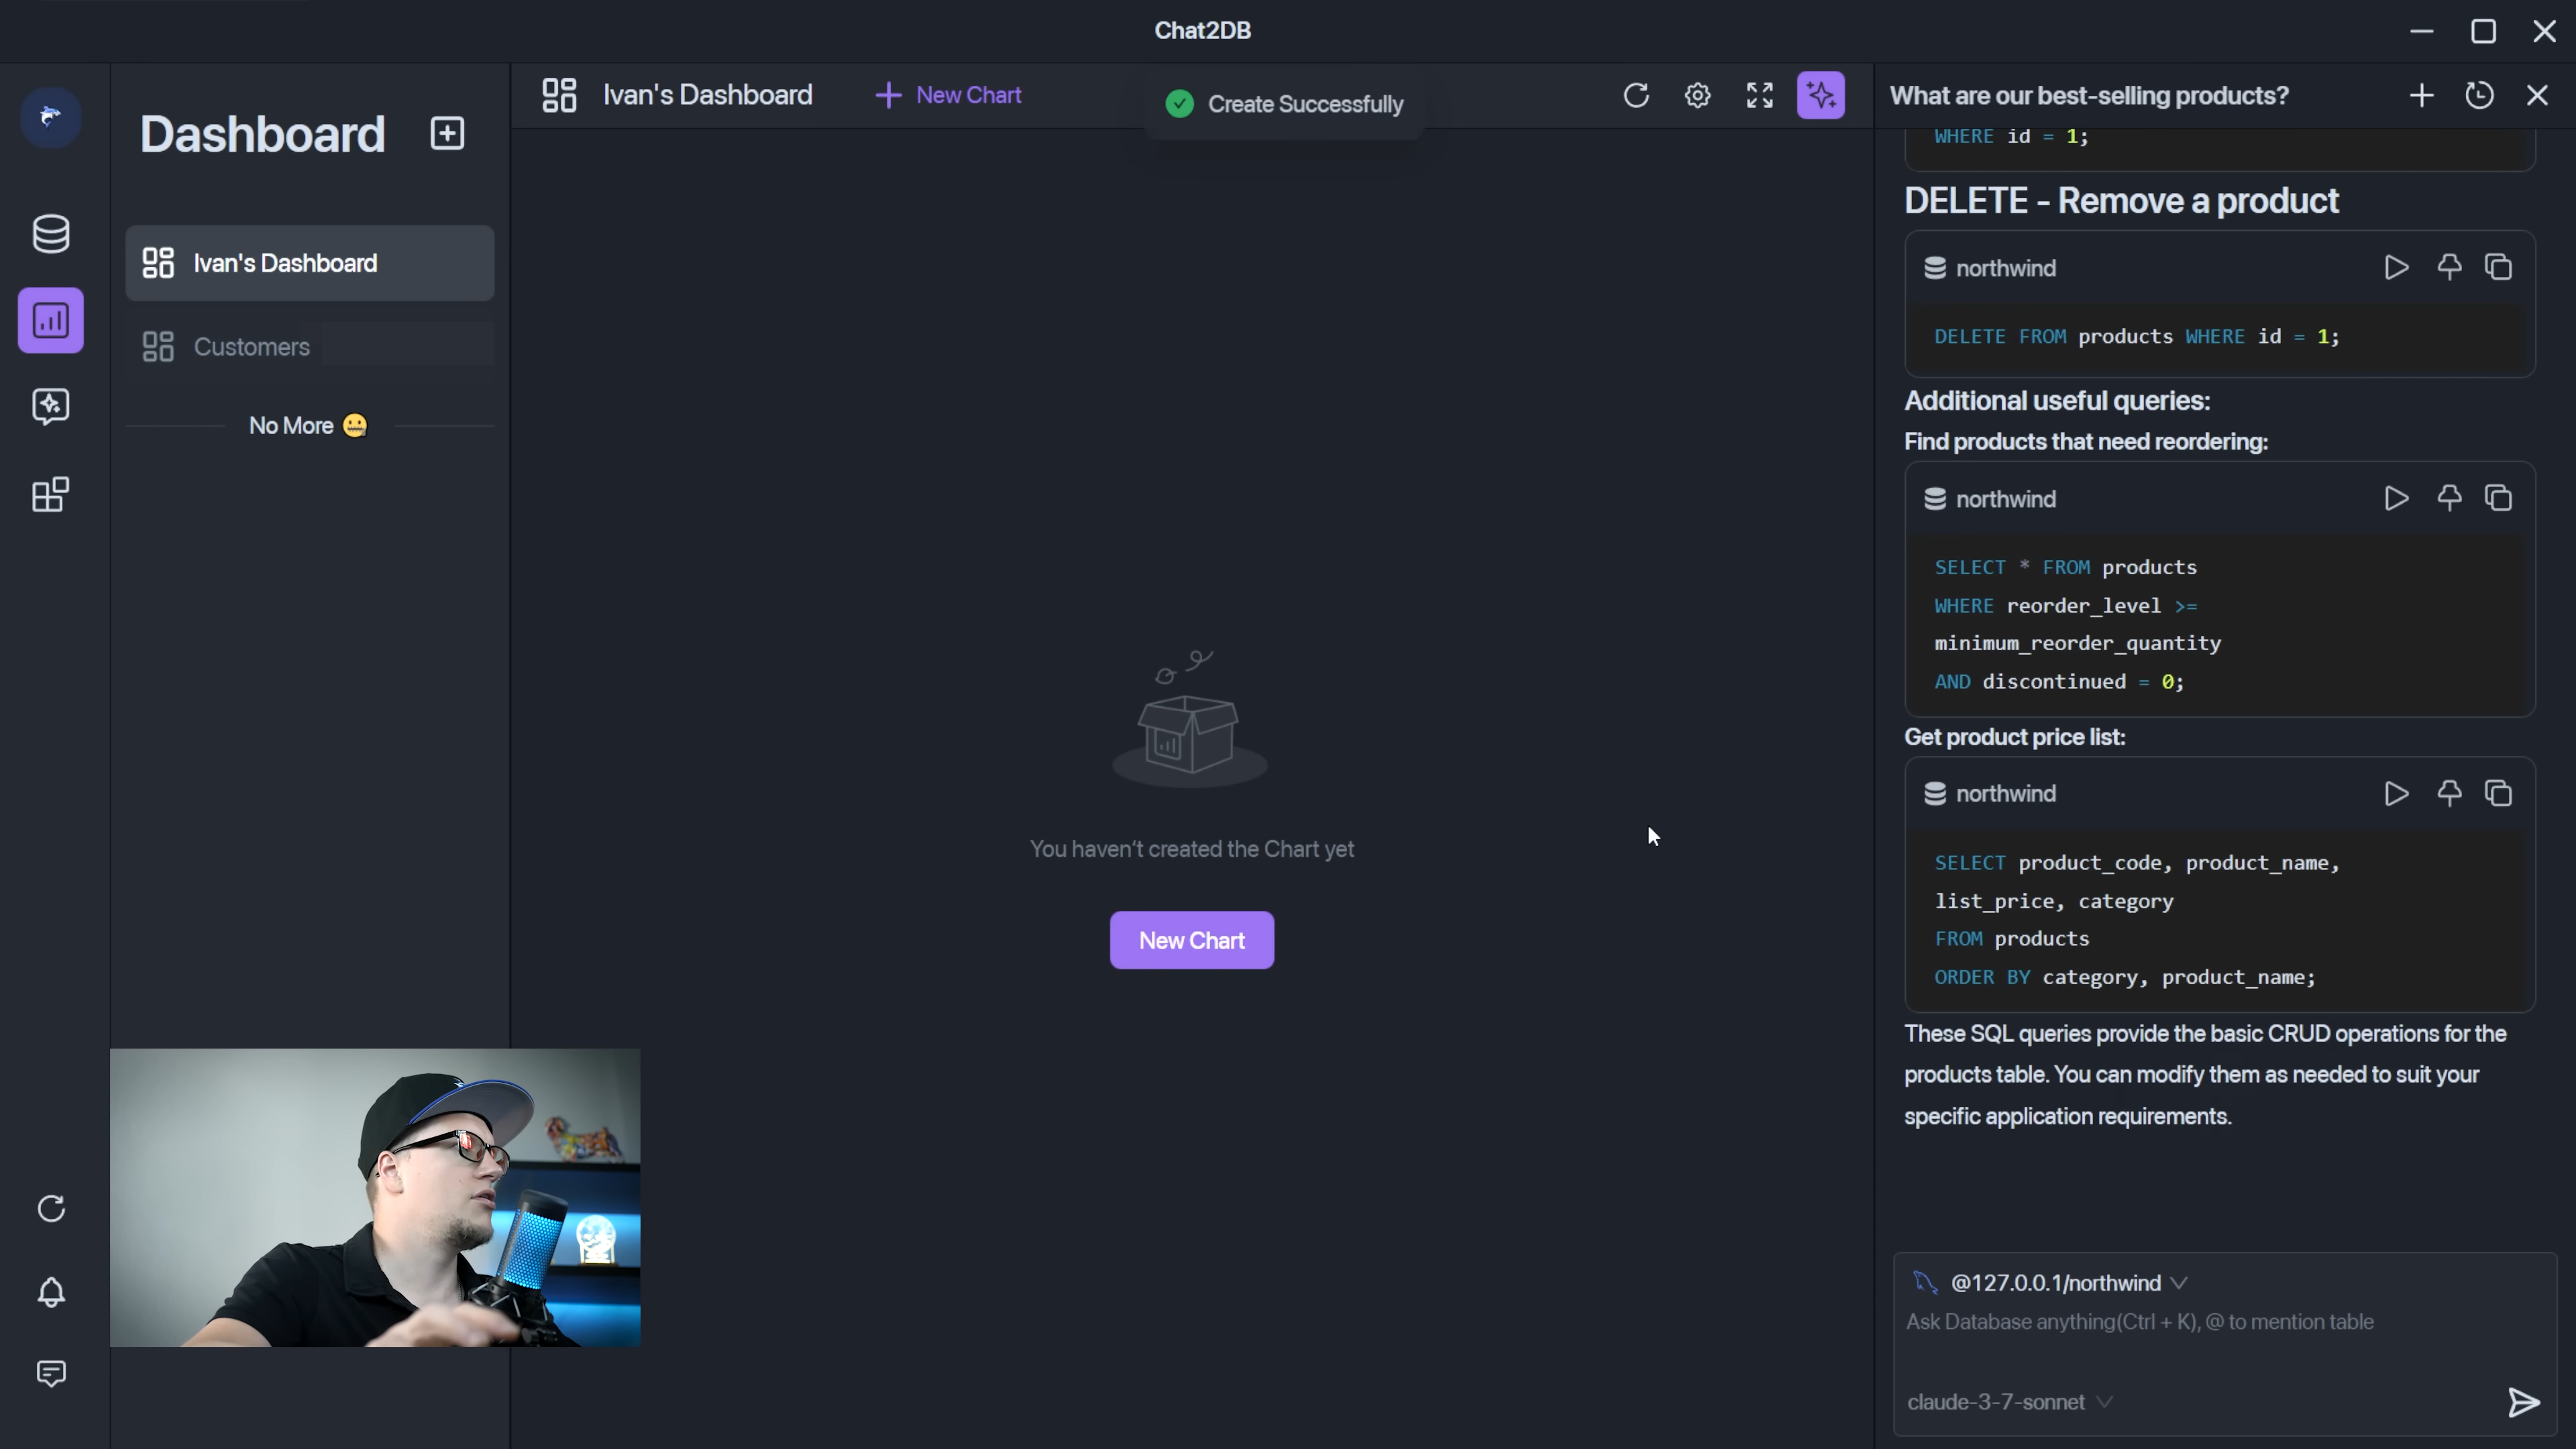 Chat2DB
Dashboard
Ivan's Dashboard
Customers
No More 🤐
Ivan's Dashboard
New Chart
Create Successfully
You haven't created the Chart yet
New Chart
What are our best-selling products?
WHERE id = 1;
DELETE - Remove a product
northwind
DELETE FROM products WHERE id = 1;
Additional useful queries:
Find products that need reordering:
northwind
SELECT * FROM products
WHERE reorder_level >=
minimum_reorder_quantity
AND discontinued = 0;
Get product price list:
northwind
SELECT product_code, product_name,
list_price, category
FROM products
ORDER BY category, product_name;
These SQL queries provide the basic CRUD operations for the
products table. You can modify them as needed to suit your
specific application requirements.
@127.0.0.1/northwind
Ask Database anything(Ctrl + K), @ to mention table
claude-3-7-sonnet